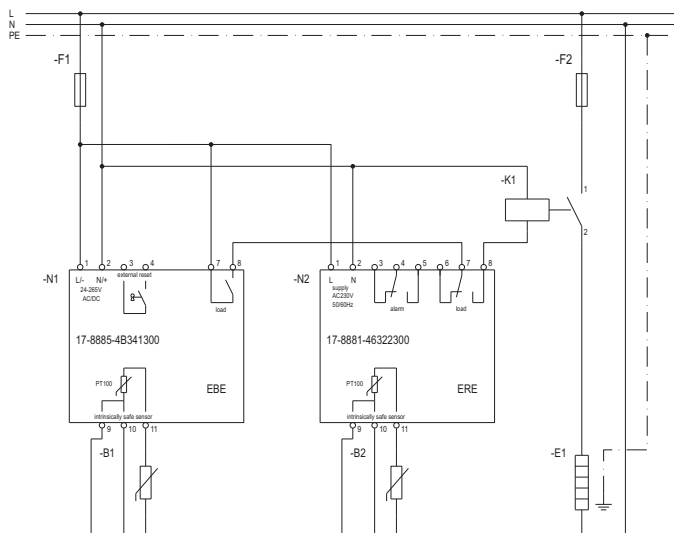 L
N
PE
-F1
-F2
-K1
1
2
-N1
1 2 3 4 7 8
L/- N/+ external reset
24-265V
AC/DC
load
17-8885-4B341300
PT100
EBE
intrinsically safe sensor
9 10 11
-B1
-N2
1 2 3 4 5 6 7 8
L N
supply
AC230V
50/60Hz
alarm
load
17-8881-46322300
PT100
ERE
intrinsically safe sensor
9 10 11
-B2
-E1